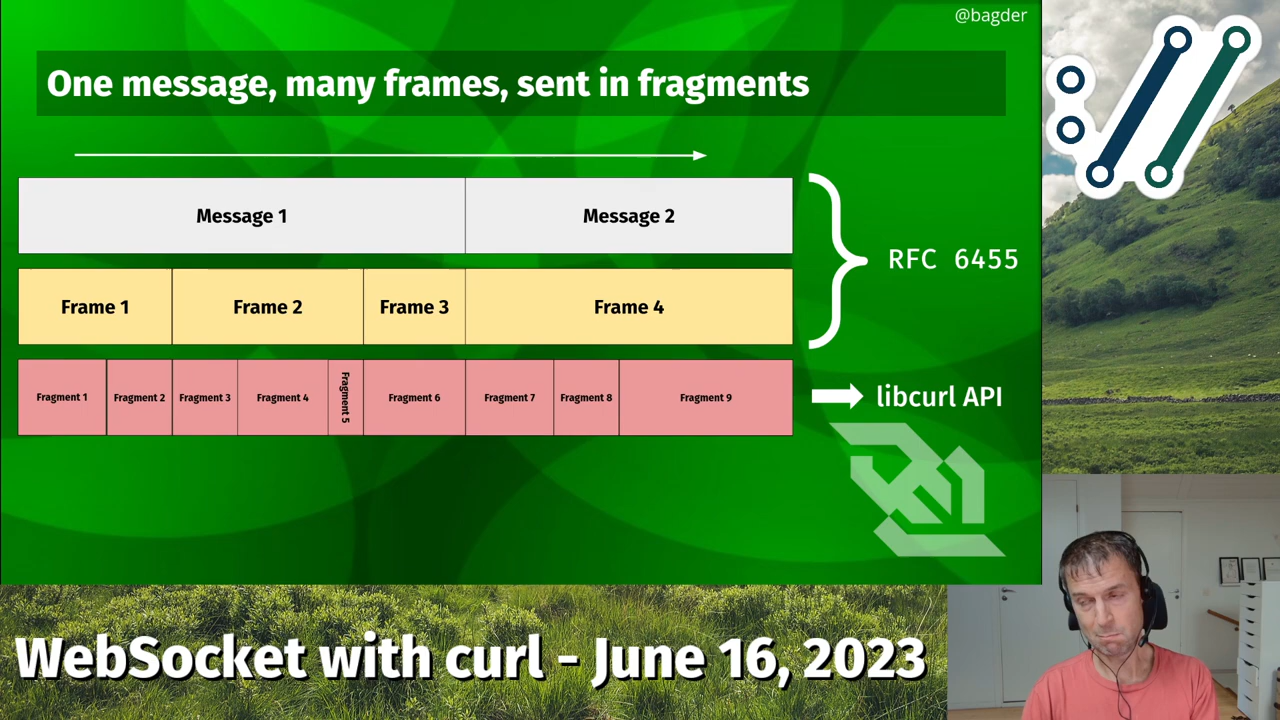 @bagder
One message, many frames, sent in fragments
Message 1
Message 2
RFC 6455
Frame 1
Frame 2
Frame 3
Frame 4
Fragment 1
Fragment 2
Fragment 3
Fragment 4
Fragment 5
Fragment 6
Fragment 7
Fragment 8
Fragment 9
libcurl API
WebSocket with curl - June 16, 2023